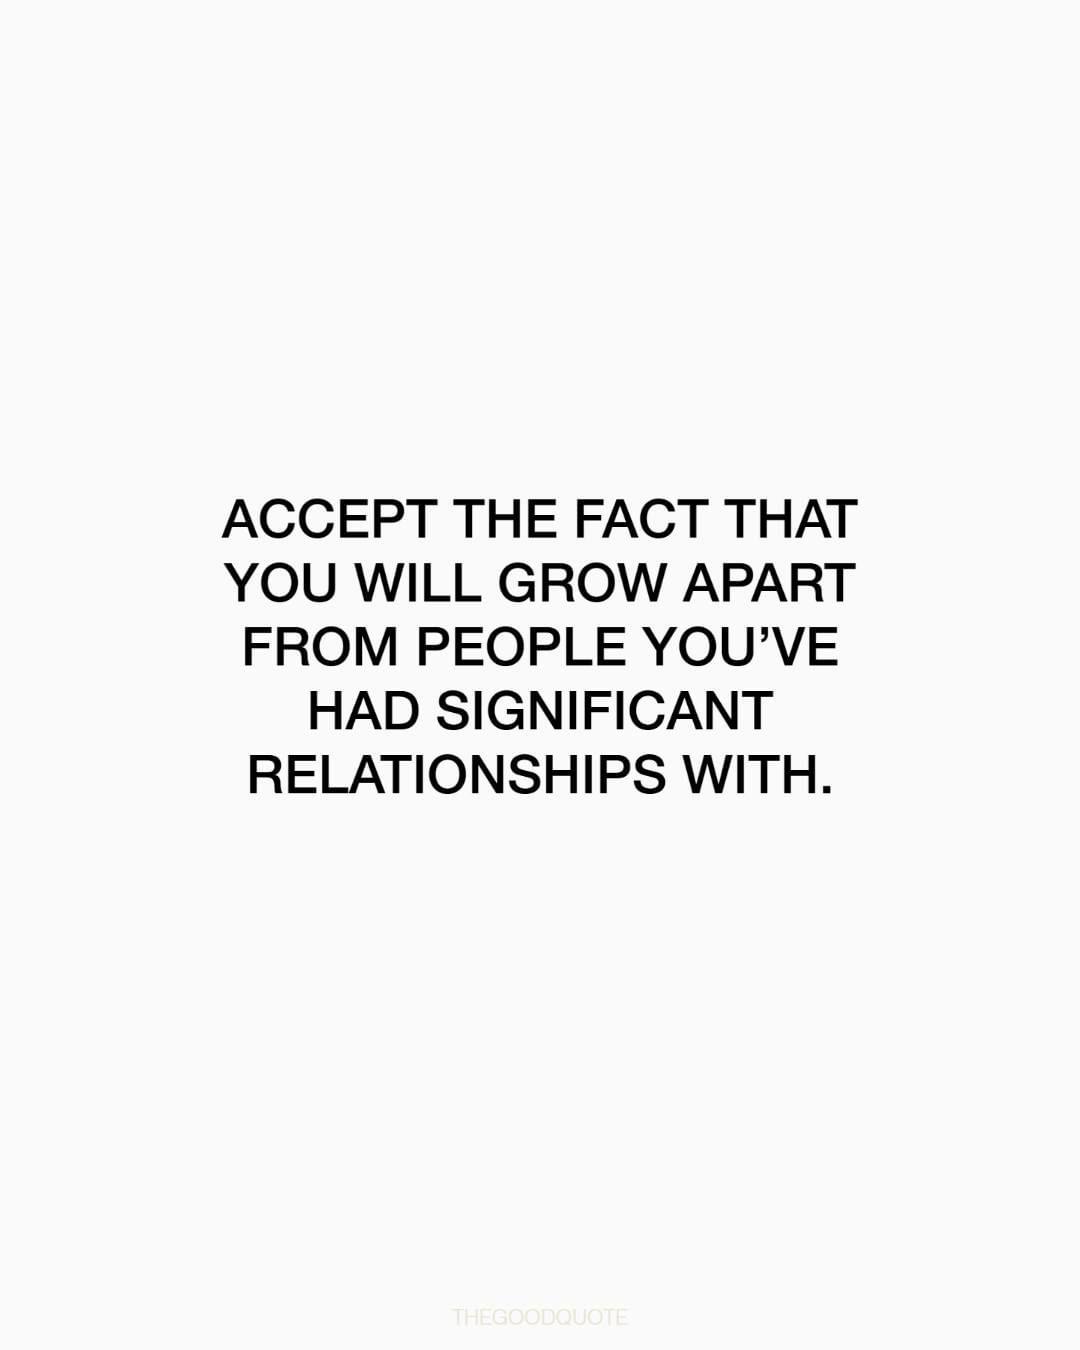 ACCEPT THE FACT THAT
YOU WILL GROW APART
FROM PEOPLE YOU’VE
HAD SIGNIFICANT
RELATIONSHIPS WITH.
THEGOODQUOTE